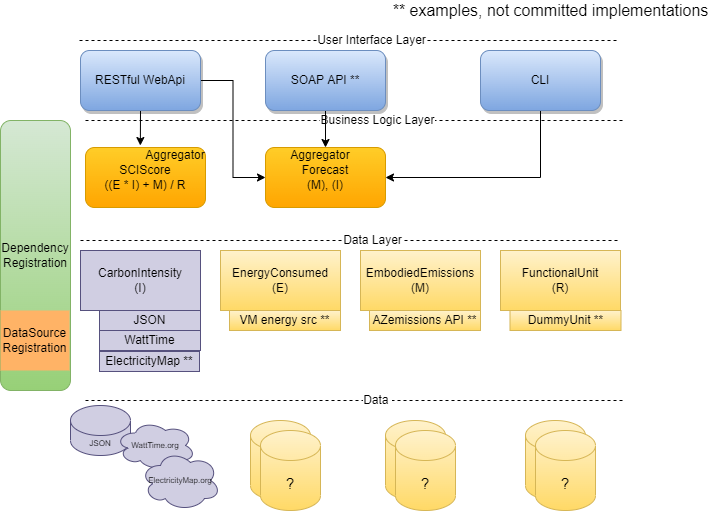 ** examples, not committed implementations
User Interface Layer
RESTful WebApi
SOAP API **
CLI
Business Logic Layer
Aggregator
SCIScore
((E * I) + M) / R
Aggregator
Forecast
(M), (I)
Dependency
Registration
DataSource
Registration
Data Layer
CarbonIntensity
(I)
EnergyConsumed
(E)
EmbodiedEmissions
(M)
FunctionalUnit
(R)
JSON
WattTime
ElectricityMap **
VM energy src **
AZemissions API **
DummyUnit **
Data
JSON
WattTime.org
ElectricityMap.org
?
?
?